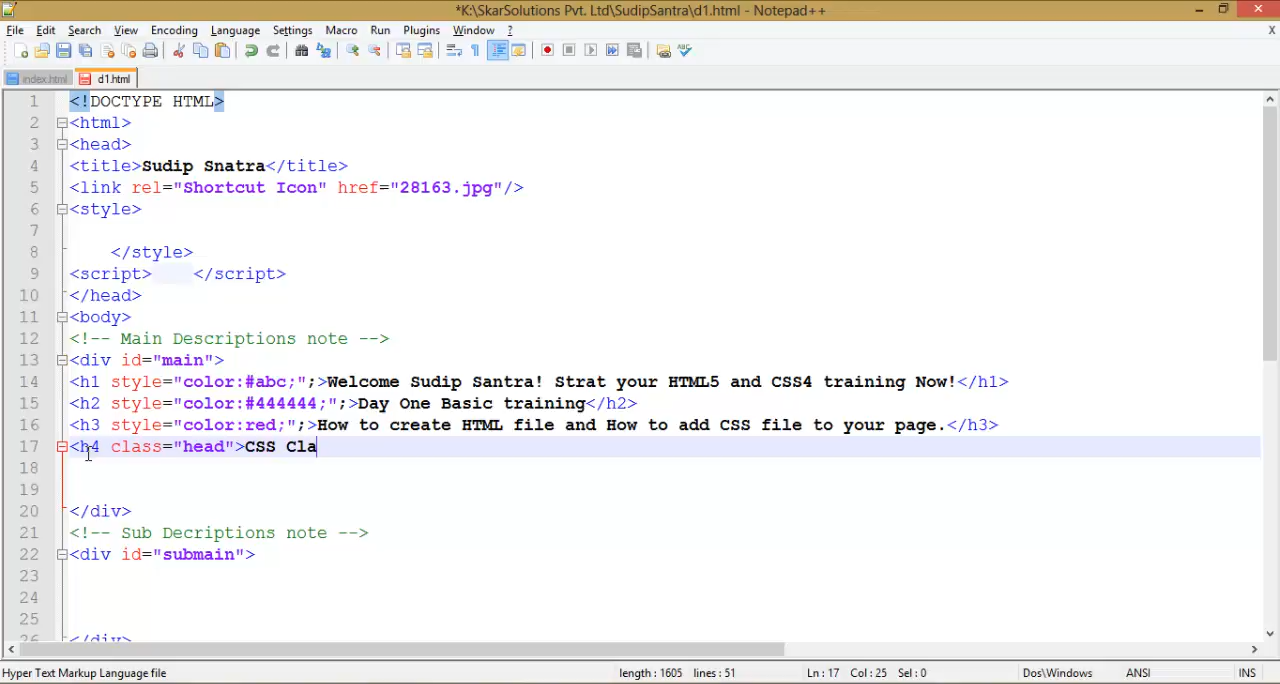 *K:\SkarSolutions Pvt. Ltd\SudipSantra\d1.html - Notepad++
File Edit Search View Encoding Language Settings Macro Run Plugins Window ? X
index.html d1.html
1 <!DOCTYPE HTML>
2 <html>
3 <head>
4 <title>Sudip Snatra</title>
5 <link rel="Shortcut Icon" href="28163.jpg"/>
6 <style>
7
8 </style>
9 <script> </script>
10 </head>
11 <body>
12 <!-- Main Descriptions note -->
13 <div id="main">
14 <h1 style="color:#abc;";>Welcome Sudip Santra! Strat your HTML5 and CSS4 training Now!</h1>
15 <h2 style="color:#444444;";>Day One Basic training</h2>
16 <h3 style="color:red;";>How to create HTML file and How to add CSS file to your page.</h3>
17 <h4 class="head">CSS Cla
18
19
20 </div>
21 <!-- Sub Decriptions note -->
22 <div id="submain">
23
24
25
26 </div>
Hyper Text Markup Language file length : 1605 lines : 51 Ln : 17 Col : 25 Sel : 0 Dos\Windows ANSI INS